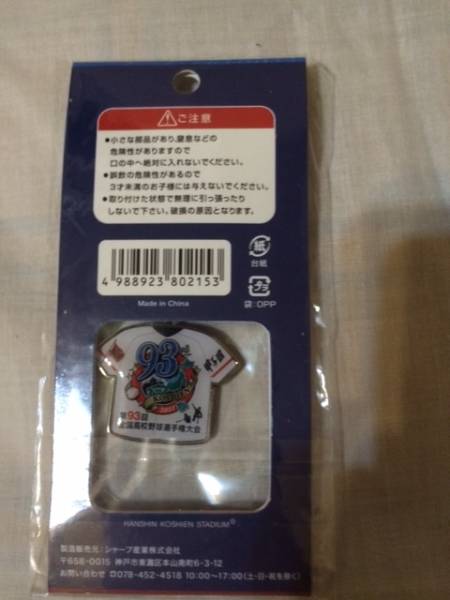 ご注意
●小さな部品があり、窒息などの
危険性がありますので
口の中へ絶対に入れないでください。
●誤飲の危険性があるので
3才未満のお子様には与えないでください。
●取り付けた状態で無理に引っ張ったり
しないで下さい。破損の原因となります。
紙
台紙
4 988923 802153
プラ
袋:OPP
Made in China
93rd
KOSHIEN
第93回
全国高校野球選手権大会
HANSHIN KOSHIEN STADIUM©
製造販売元:シャープ産業株式会社
〒658-0015 神戸市東灘区本山南町6-3-12
お問い合わせ 078-452-4518 10:00〜17:00(土・日・祝を除く)